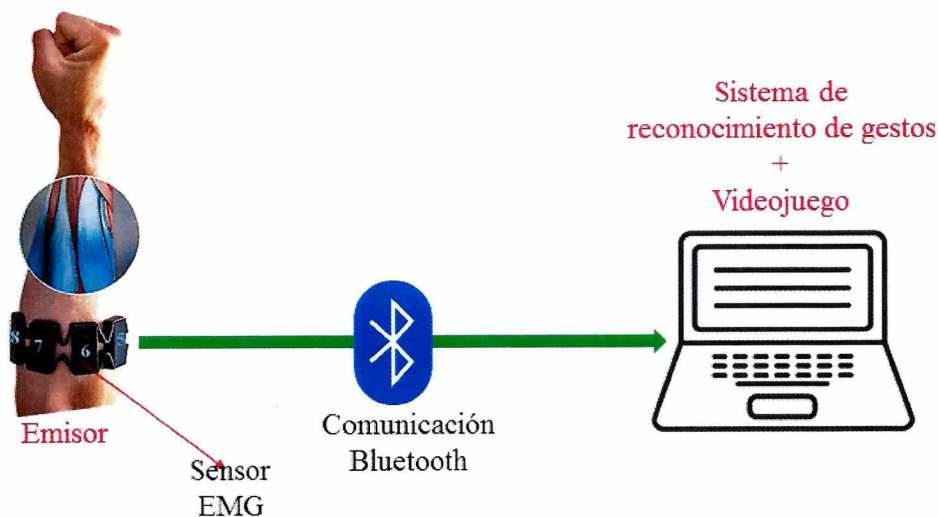 Sistema de
reconocimiento de gestos
+
Videojuego
8
7
6
5
Emisor
Sensor
EMG
Comunicación
Bluetooth